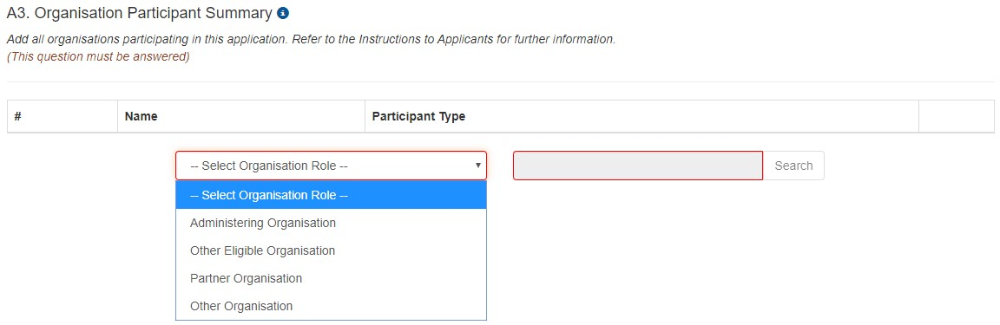 A3. Organisation Participant Summary
Add all organisations participating in this application. Refer to the Instructions to Applicants for further information.
(This question must be answered)
# Name Participant Type
-- Select Organisation Role -- Search
-- Select Organisation Role --
Administering Organisation
Other Eligible Organisation
Partner Organisation
Other Organisation